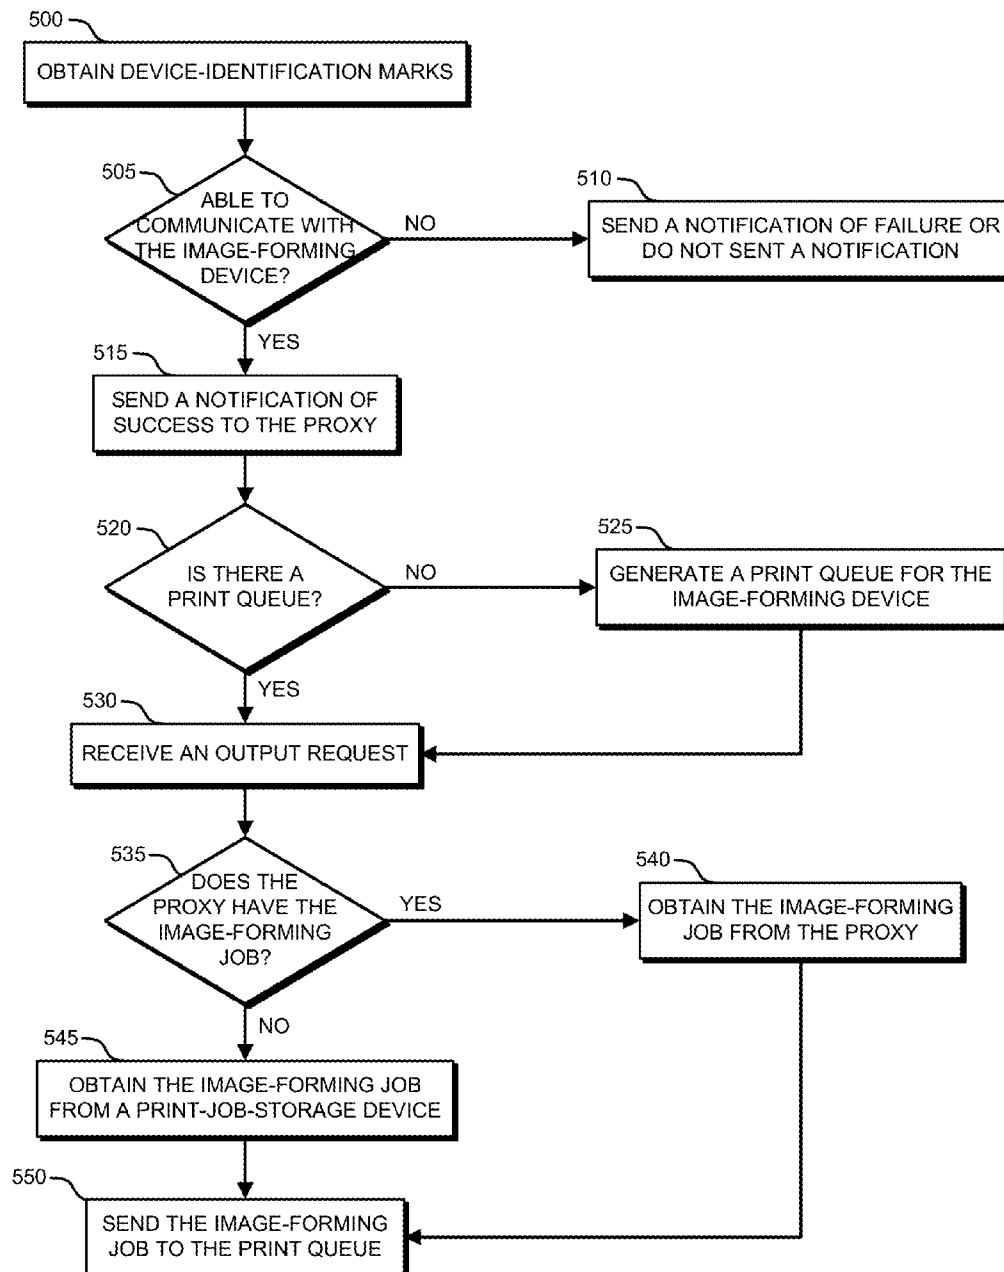 500
OBTAIN DEVICE-IDENTIFICATION MARKS
505
ABLE TO
COMMUNICATE WITH
THE IMAGE-FORMING
DEVICE?
NO
510
SEND A NOTIFICATION OF FAILURE OR
DO NOT SENT A NOTIFICATION
YES
515
SEND A NOTIFICATION OF
SUCCESS TO THE PROXY
520
IS THERE A
PRINT QUEUE?
NO
525
GENERATE A PRINT QUEUE FOR THE
IMAGE-FORMING DEVICE
YES
530
RECEIVE AN OUTPUT REQUEST
535
DOES THE
PROXY HAVE THE
IMAGE-FORMING
JOB?
YES
540
OBTAIN THE IMAGE-FORMING
JOB FROM THE PROXY
NO
545
OBTAIN THE IMAGE-FORMING JOB
FROM A PRINT-JOB-STORAGE DEVICE
550
SEND THE IMAGE-FORMING
JOB TO THE PRINT QUEUE